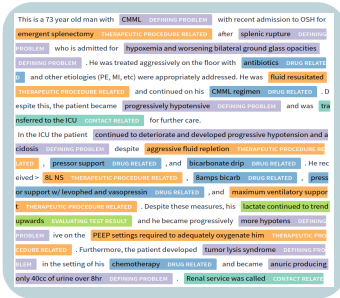 This is a 73 year old man with CMML DEFINING PROBLEM with recent admission to OSH for
emergent splenectomy THERAPEUTIC PROCEDURE RELATED after splenic rupture DEFINING
PROBLEM who is admitted for hypoxemia and worsening bilateral ground glass opacities
DEFINING PROBLEM . He was treated aggressively on the floor with antibiotics DRUG RELATE
D and other etiologies (PE, MI, etc) were appropriately addressed. He was fluid resusitated
THERAPEUTIC PROCEDURE RELATED and continued on his CMML regimen DRUG RELATED . D
espite this, the patient became progressively hypotensive DEFINING PROBLEM and was tra
nsferred to the ICU CONTACT RELATED for further care.
In the ICU the patient continued to deteriorate and developed progressive hypotension and a
cidosis DEFINING PROBLEM despite aggressive fluid repletion THERAPEUTIC PROCEDURE RE
LATED , pressor support DRUG RELATED , and bicarbonate drip DRUG RELATED . He rec
eived > 8L NS THERAPEUTIC PROCEDURE RELATED , 8amps bicarb DRUG RELATED , press
or support w/ levophed and vasopressin DRUG RELATED , and maximum ventilatory suppor
t THERAPEUTIC PROCEDURE RELATED . Despite these measures, his lactate continued to trend
upwards EVALUATING TEST RESULT and he became progressively more hypotens DEFINING
PROBLEM ive on the PEEP settings required to adequately oxygenate him THERAPEUTIC PRO
CEDURE RELATED . Furthermore, the patient developed tumor lysis syndrome DEFINING PRO
BLEM in the setting of his chemotherapy DRUG RELATED and became anuric producing
only 40cc of urine over 8hr DEFINING PROBLEM . Renal service was called CONTACT RELATE